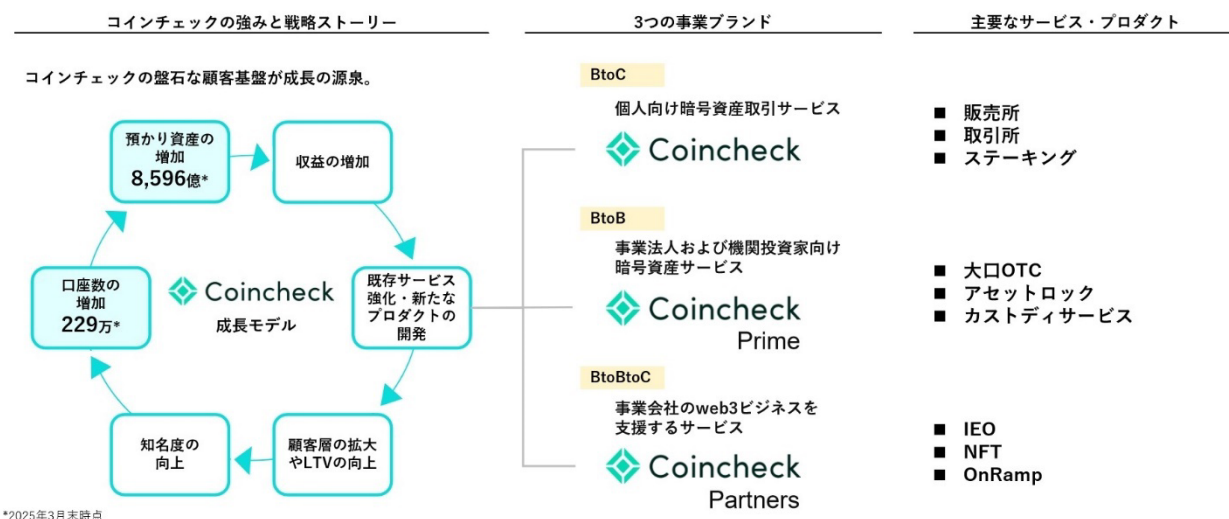 コインチェックの強みと戦略ストーリー
コインチェックの盤石な顧客基盤が成長の源泉。
預かり資産の
増加
8,596億*
収益の増加
既存サービス
強化・新たな
プロダクトの
開発
顧客層の拡大
やLTVの向上
知名度の
向上
口座数の
増加
229万*
Coincheck
成長モデル
*2025年3月末時点
3つの事業ブランド
BtoC
個人向け暗号資産取引サービス
Coincheck
BtoB
事業法人および機関投資家向け
暗号資産サービス
Coincheck
Prime
BtoBtoC
事業会社のweb3ビジネスを
支援するサービス
Coincheck
Partners
主要なサービス・プロダクト
■ 販売所
■ 取引所
■ ステーキング
■ 大口OTC
■ アセットロック
■ カストディサービス
■ IEO
■ NFT
■ OnRamp